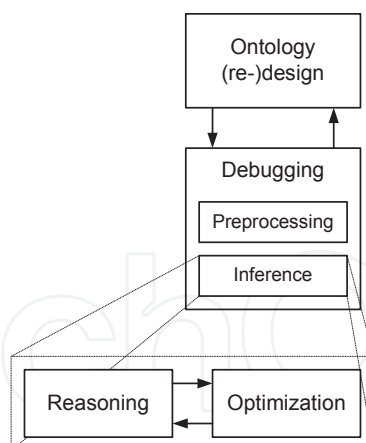 Ontology
(re-)design
Debugging
Preprocessing
Inference
Reasoning
Optimization